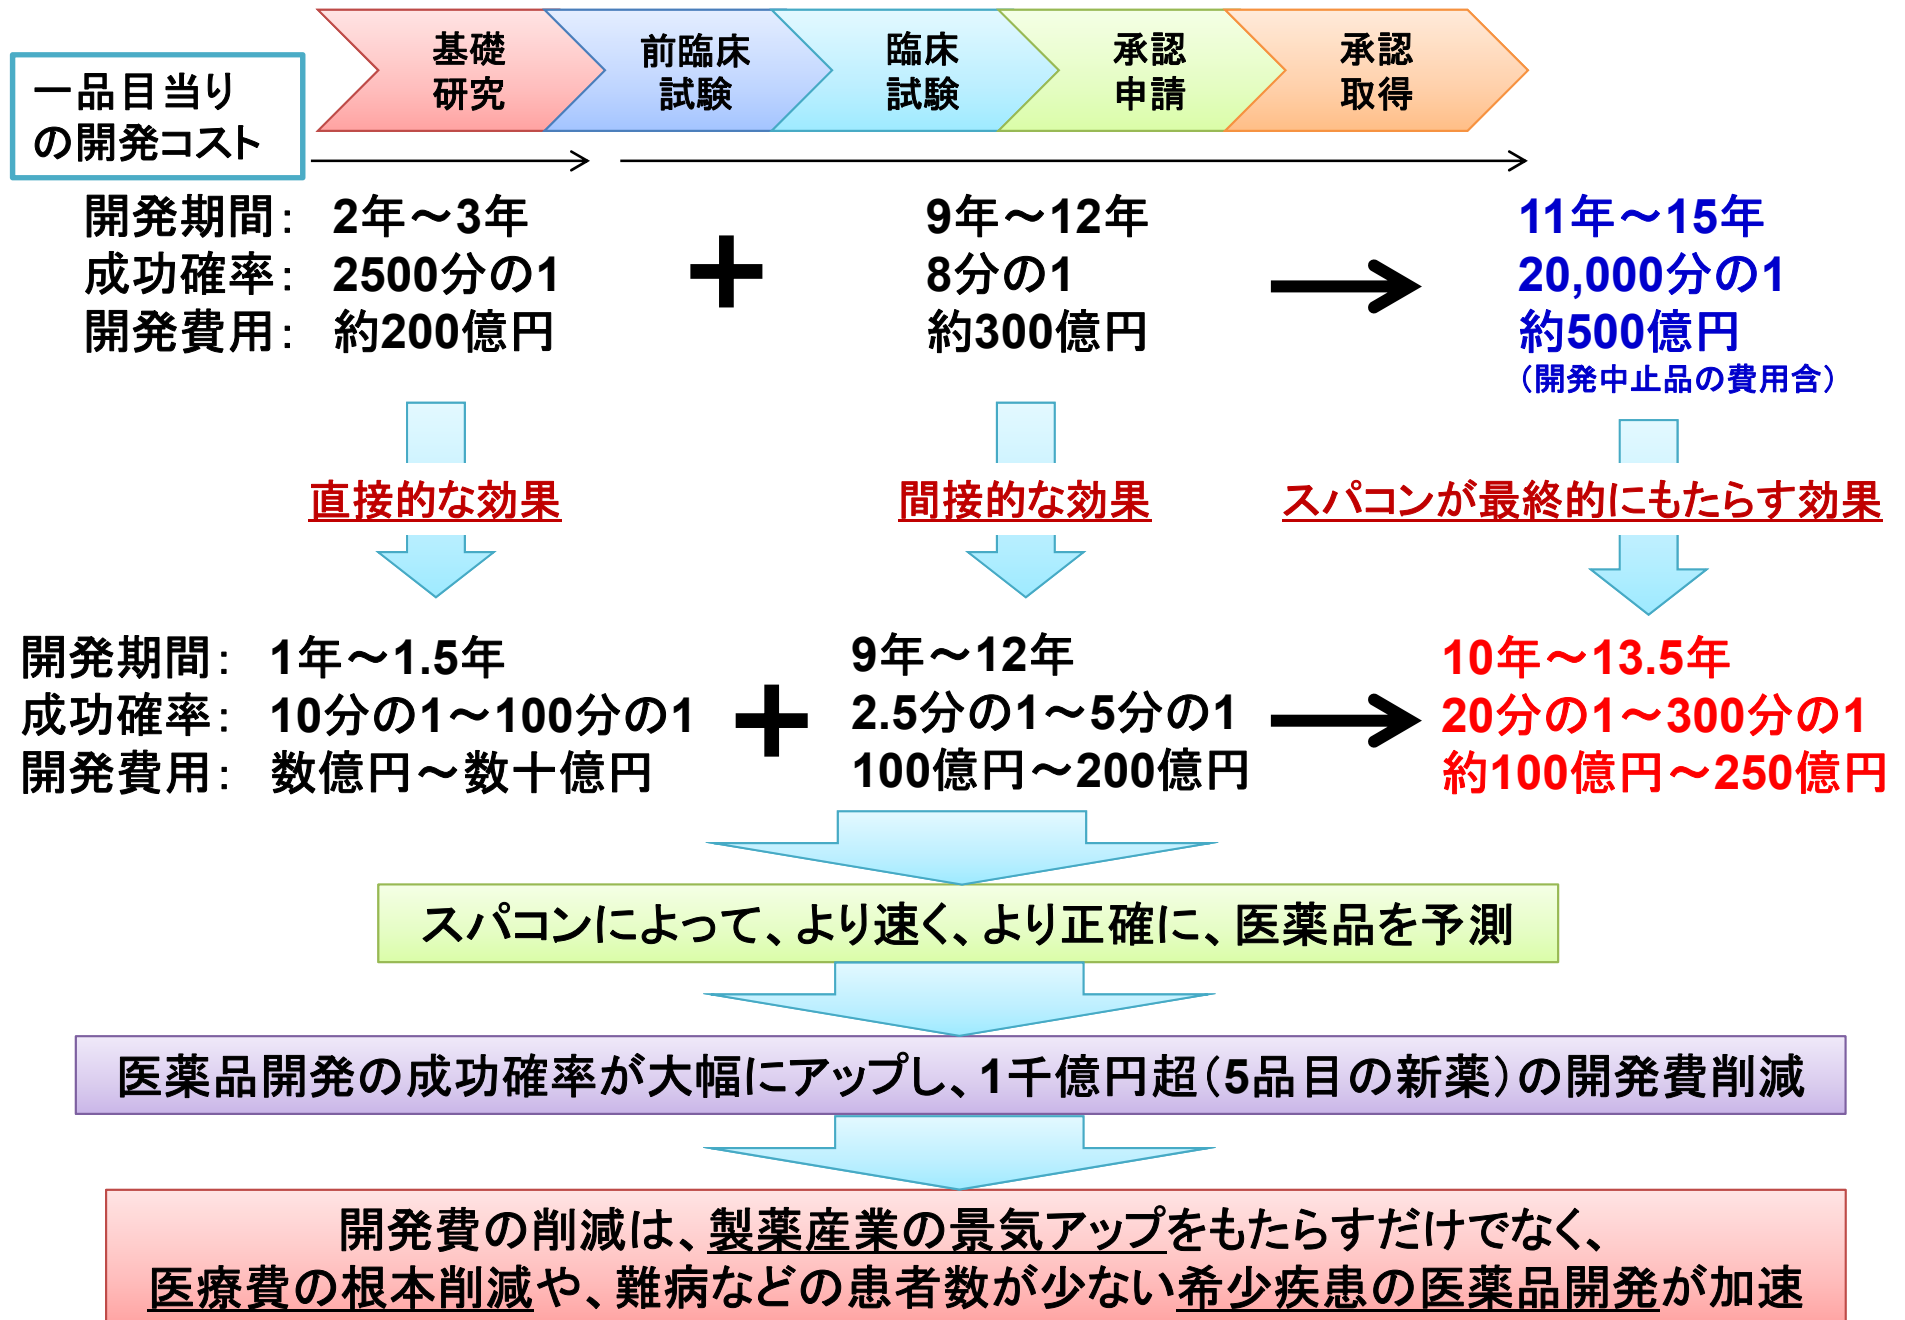 一品目当り
の開発コスト
基礎
研究
前臨床
試験
臨床
試験
承認
申請
承認
取得
開発期間： 2年～3年 9年～12年 11年～15年
成功確率： 2500分の1 ＋ 8分の1 20,000分の1
開発費用： 約200億円 約300億円 約500億円
（開発中止品の費用含）
直接的な効果 間接的な効果 スパコンが最終的にもたらす効果
開発期間： 1年～1.5年 9年～12年 10年～13.5年
成功確率： 10分の1～100分の1 ＋ 2.5分の1～5分の1 20分の1～300分の1
開発費用： 数億円～数十億円 100億円～200億円 約100億円～250億円
スパコンによって、より速く、より正確に、医薬品を予測
医薬品開発の成功確率が大幅にアップし、1千億円超（5品目の新薬）の開発費削減
開発費の削減は、製薬産業の景気アップをもたらすだけでなく、
医療費の根本削減や、難病などの患者数が少ない希少疾患の医薬品開発が加速